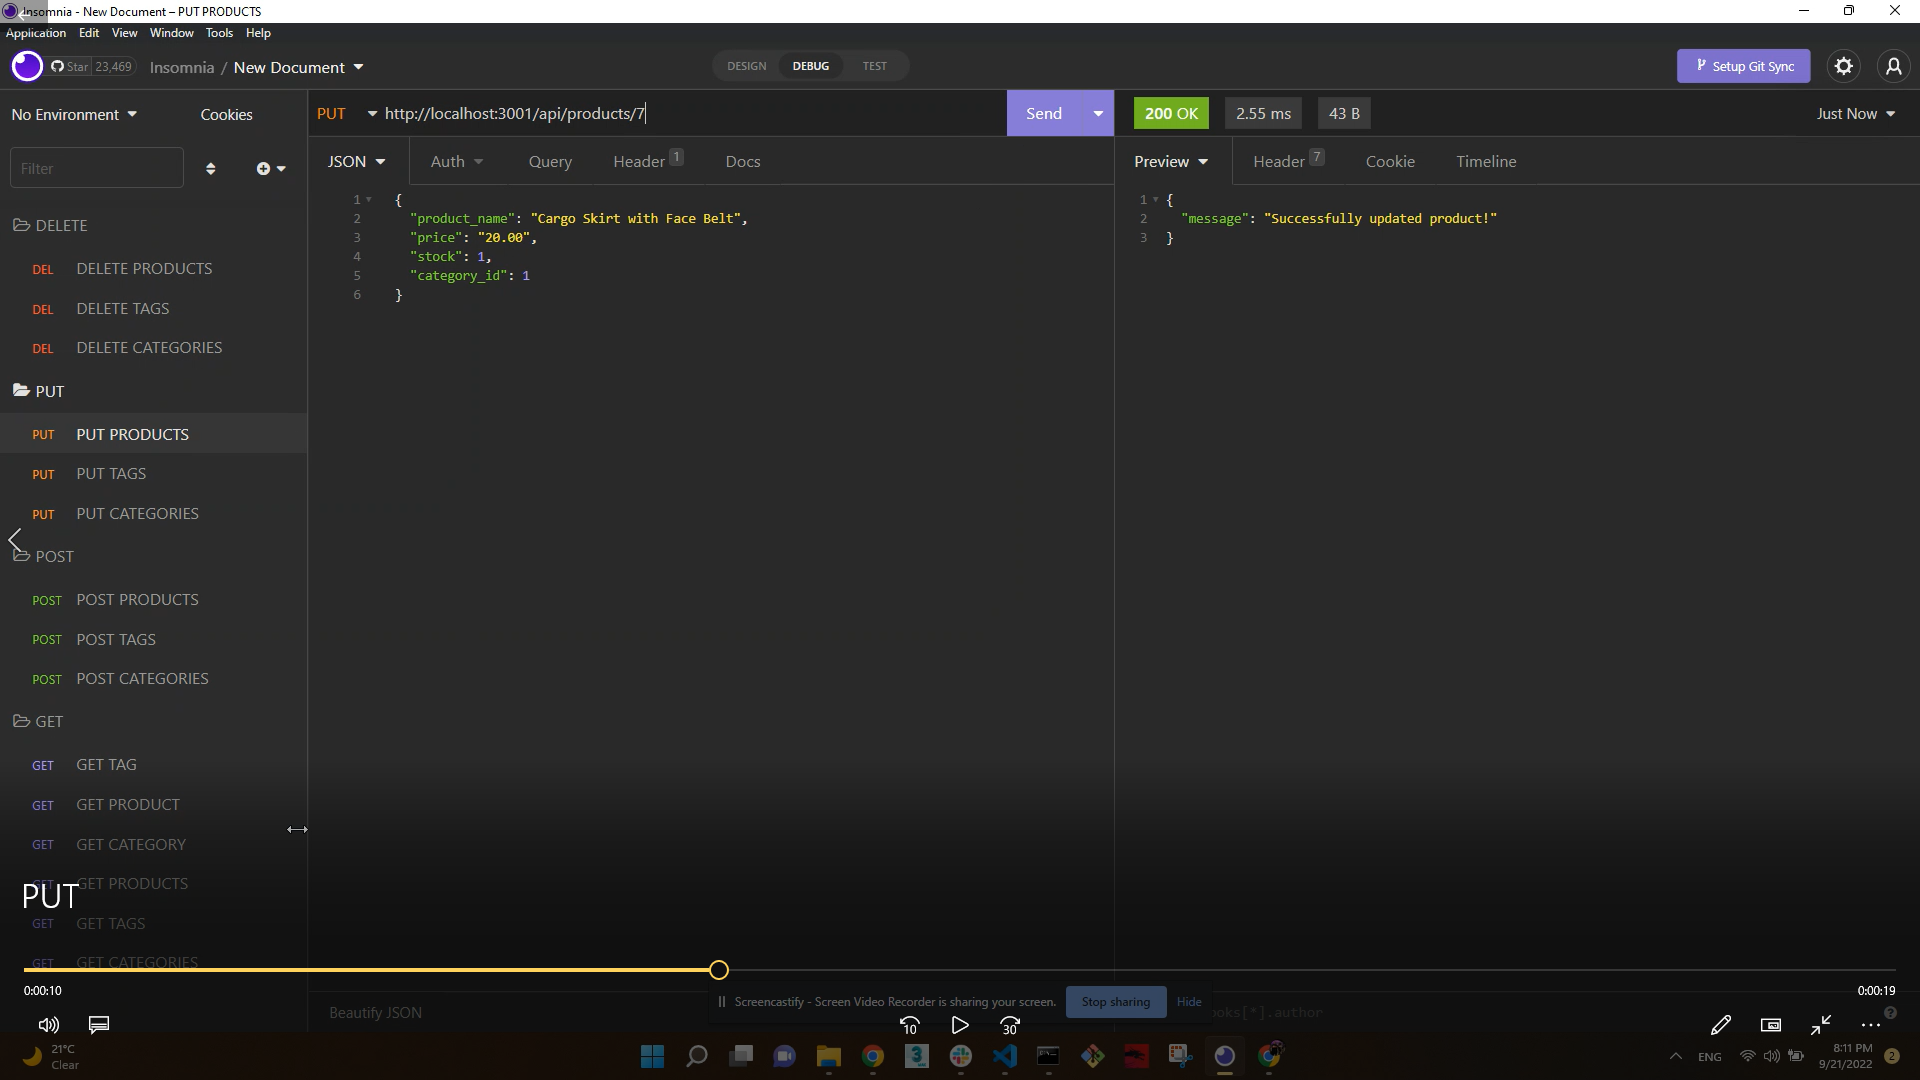 Insomnia - New Document – PUT PRODUCTS
Application Edit View Window Tools Help
Star 23,469 Insomnia / New Document
DESIGN DEBUG TEST
Setup Git Sync
No Environment Cookies
PUT http://localhost:3001/api/products/7 Send
200 OK 2.55 ms 43 B Just Now
Filter
JSON Auth Query Header 1 Docs
Preview Header 7 Cookie Timeline
1 {
2 "product_name": "Cargo Skirt with Face Belt",
3 "price": "20.00",
4 "stock": 1,
5 "category_id": 1
6 }
1 {
2 "message": "Successfully updated product!"
3 }
DELETE
DEL DELETE PRODUCTS
DEL DELETE TAGS
DEL DELETE CATEGORIES
PUT
PUT PUT PRODUCTS
PUT PUT TAGS
PUT PUT CATEGORIES
POST
POST POST PRODUCTS
POST POST TAGS
POST POST CATEGORIES
GET
GET GET TAG
GET GET PRODUCT
GET GET CATEGORY
GET GET PRODUCTS
PUT
GET GET TAGS
GET GET CATEGORIES
0:00:10
0:00:19
Beautify JSON
Screencastify - Screen Video Recorder is sharing your screen. Stop sharing Hide
ooks[*].author
10 30
21°C
Clear
3
ENG
8:11 PM
9/21/2022
2